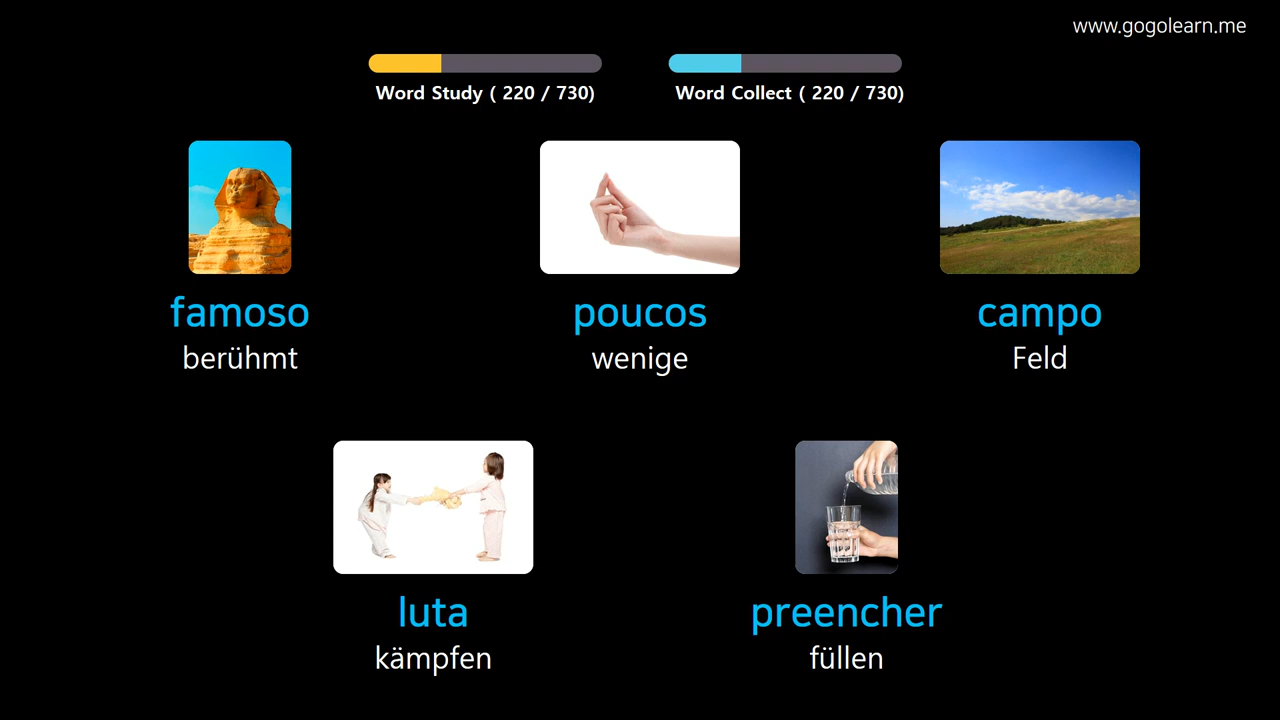 www.gogolearn.me
Word Study ( 220 / 730)
Word Collect ( 220 / 730)
famoso
berühmt
poucos
wenige
campo
Feld
luta
kämpfen
preencher
füllen